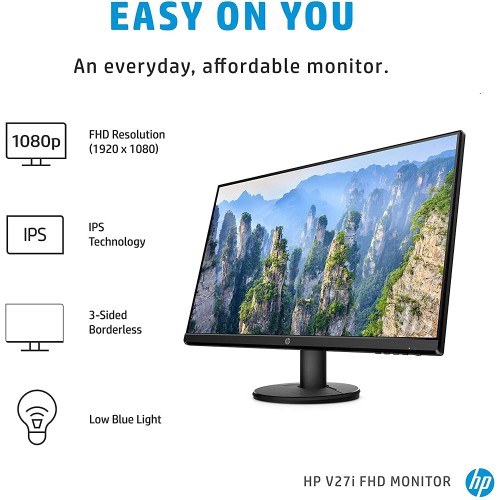 EASY ON YOU
An everyday, affordable monitor.
1080p
FHD Resolution
(1920 x 1080)
IPS
IPS
Technology
3-Sided
Borderless
Low Blue Light
HP V27i FHD MONITOR
hp